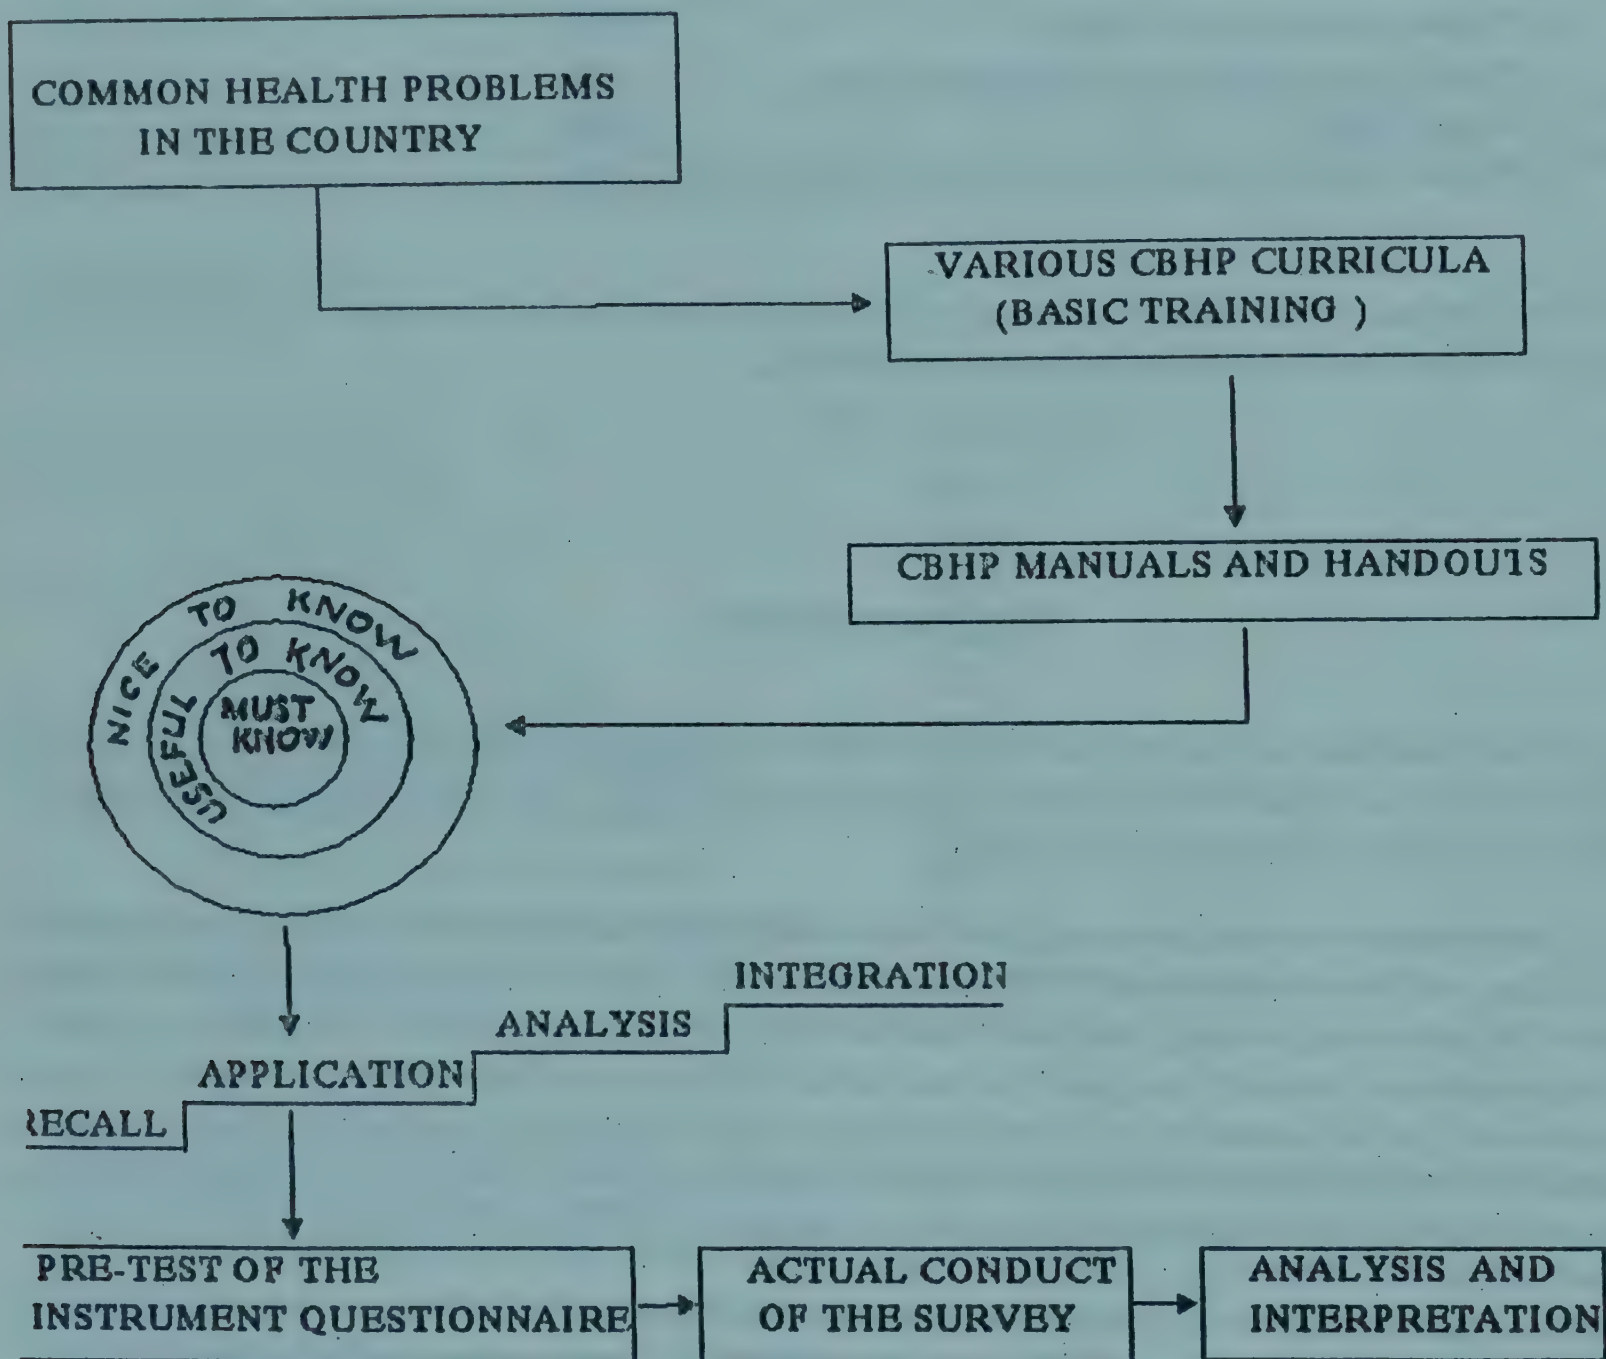 COMMON HEALTH PROBLEMS
IN THE COUNTRY
VARIOUS CBHP CURRICULA
(BASIC TRAINING )
CBHP MANUALS AND HANDOUTS
NICE TO KNOW
USEFUL TO KNOW
MUST
KNOW
INTEGRATION
ANALYSIS
APPLICATION
RECALL
PRE-TEST OF THE
INSTRUMENT QUESTIONNAIRE
ACTUAL CONDUCT
OF THE SURVEY
ANALYSIS AND
INTERPRETATION